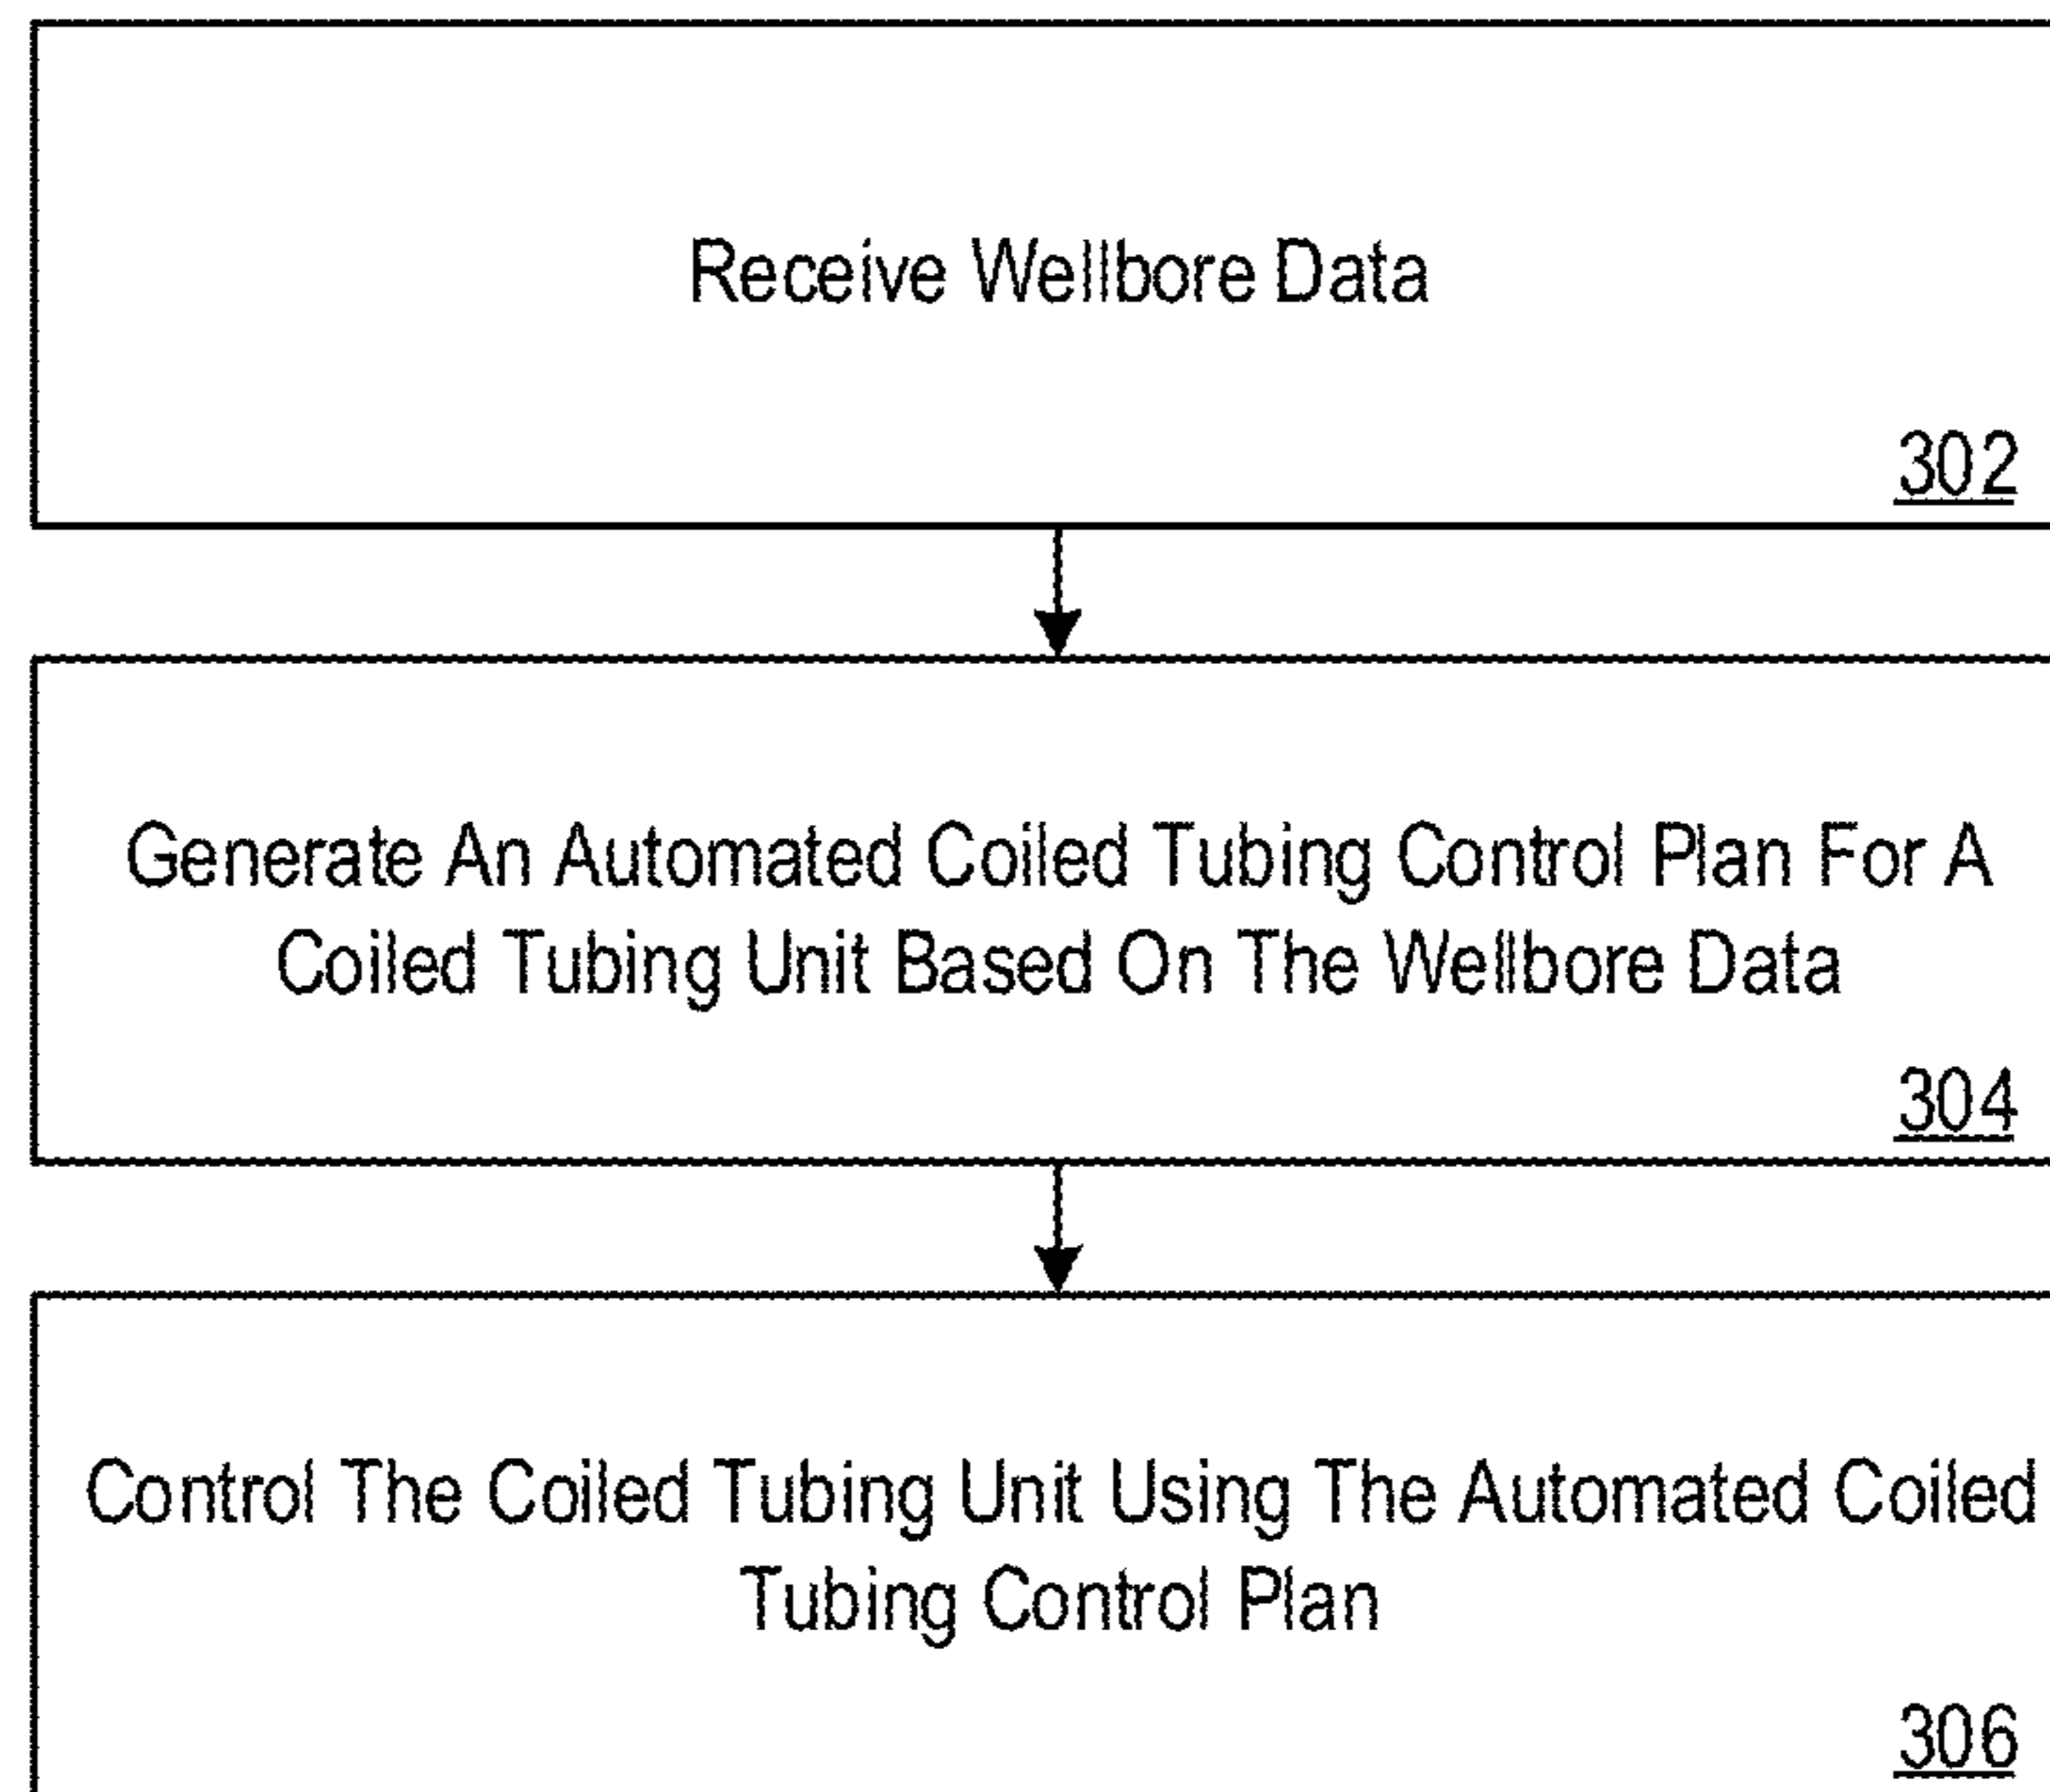 Receive Wellbore Data
302
Generate An Automated Coiled Tubing Control Plan For A
Coiled Tubing Unit Based On The Wellbore Data
304
Control The Coiled Tubing Unit Using The Automated Coiled
Tubing Control Plan
306